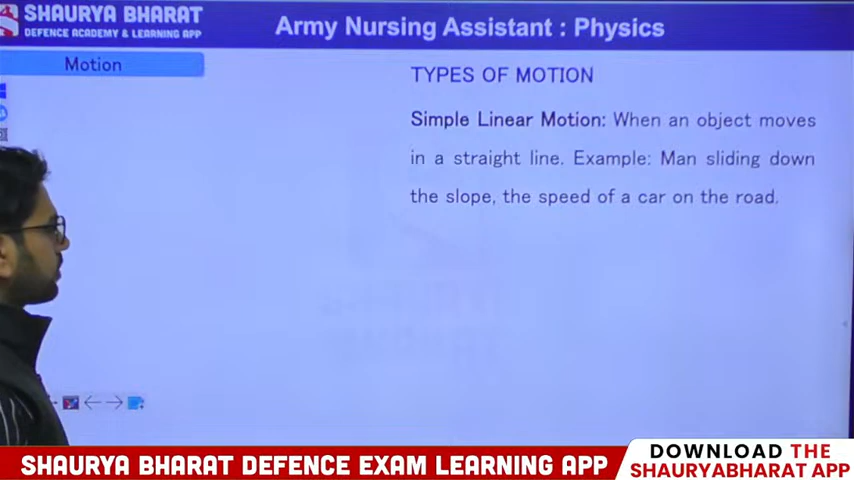 SHAURYA BHARAT
DEFENCE ACADEMY & LEARNING APP
Army Nursing Assistant : Physics
Motion
TYPES OF MOTION
Simple Linear Motion: When an object moves
in a straight line. Example: Man sliding down
the slope, the speed of a car on the road.
SHAURYA BHARAT DEFENCE EXAM LEARNING APP
DOWNLOAD THE
SHAURYABHARAT APP